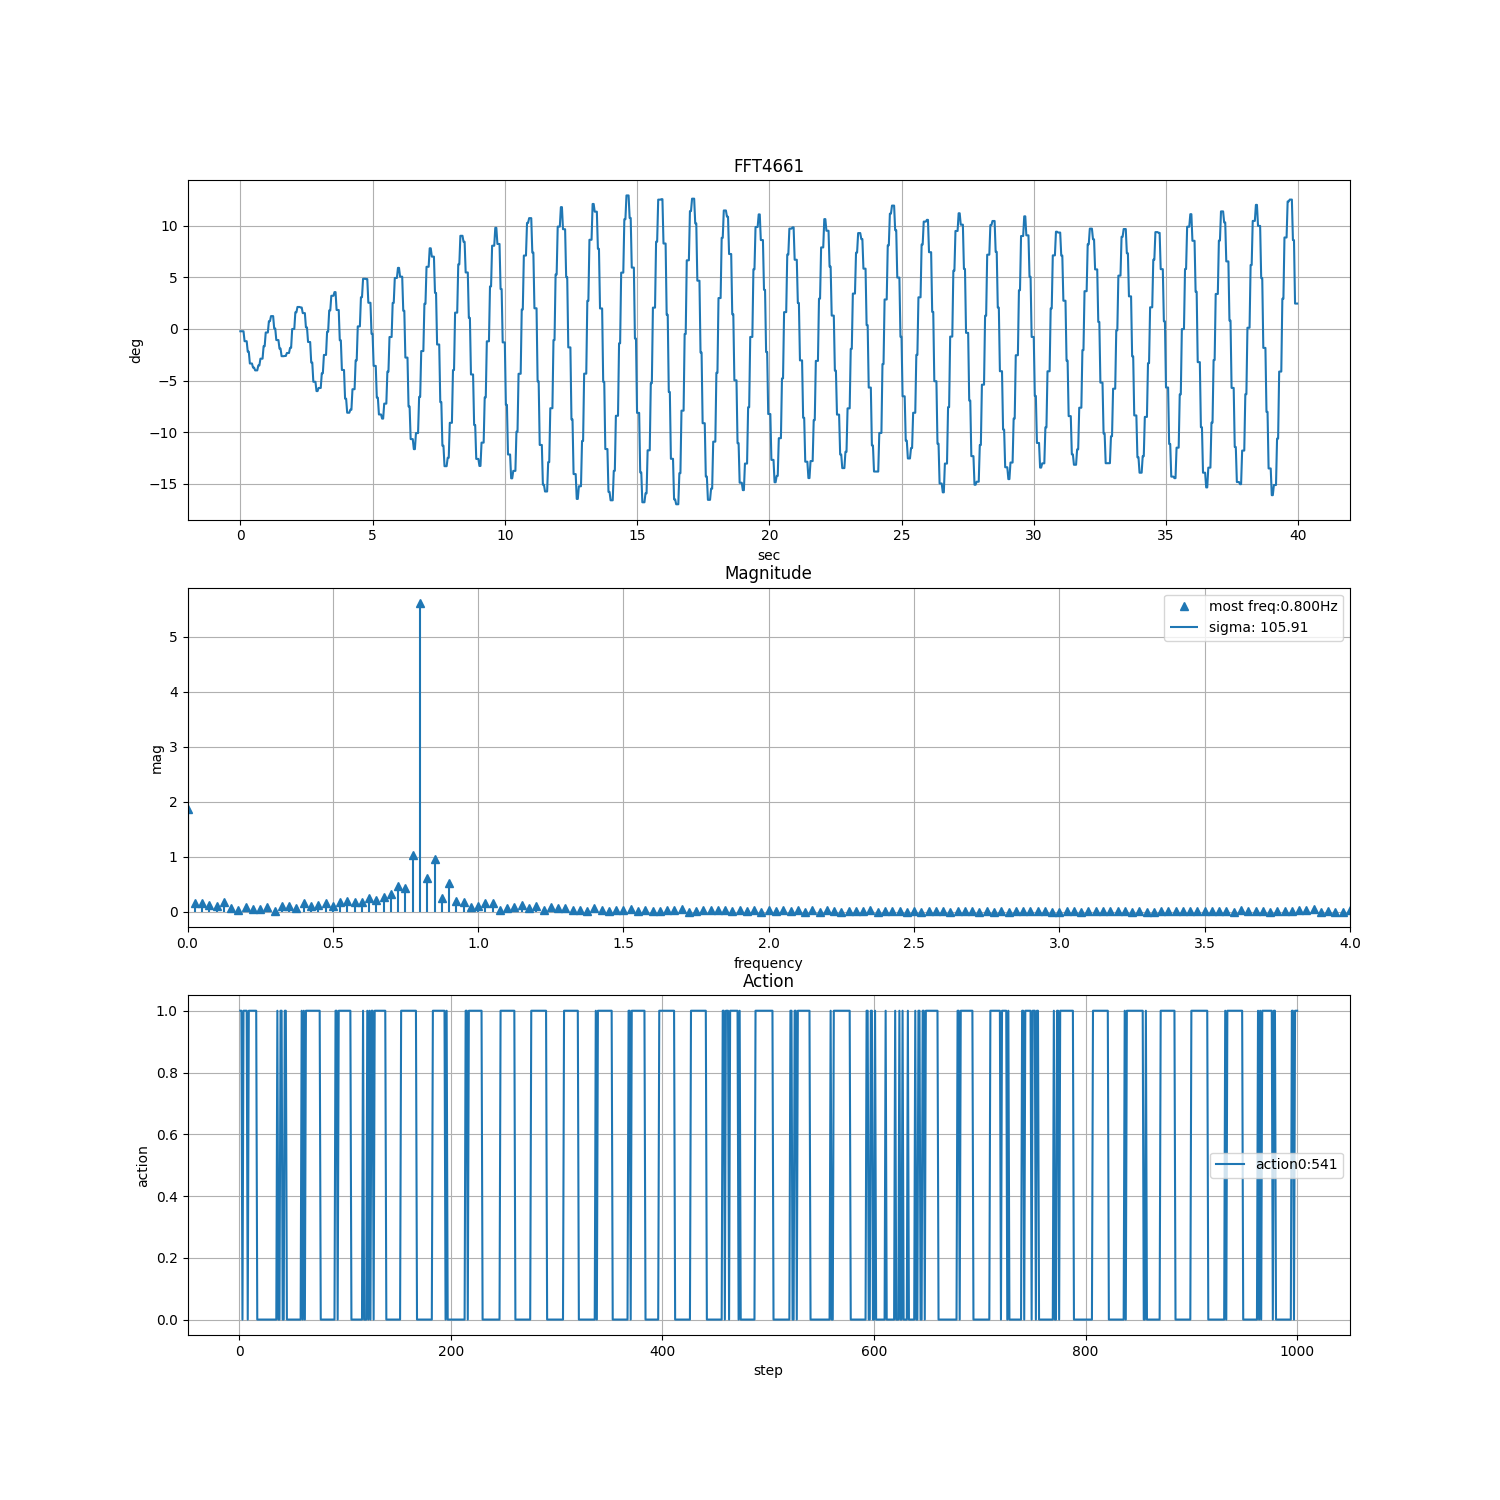 FFT4661
deg
10
5
0
−5
−10
−15
0 5 10 15 20 25 30 35 40
sec
Magnitude
mag
5
4
3
2
1
0
most freq:0.800Hz
sigma: 105.91
0.0 0.5 1.0 1.5 2.0 2.5 3.0 3.5 4.0
frequency
Action
action
1.0
0.8
0.6
0.4
0.2
0.0
action0:541
0 200 400 600 800 1000
step